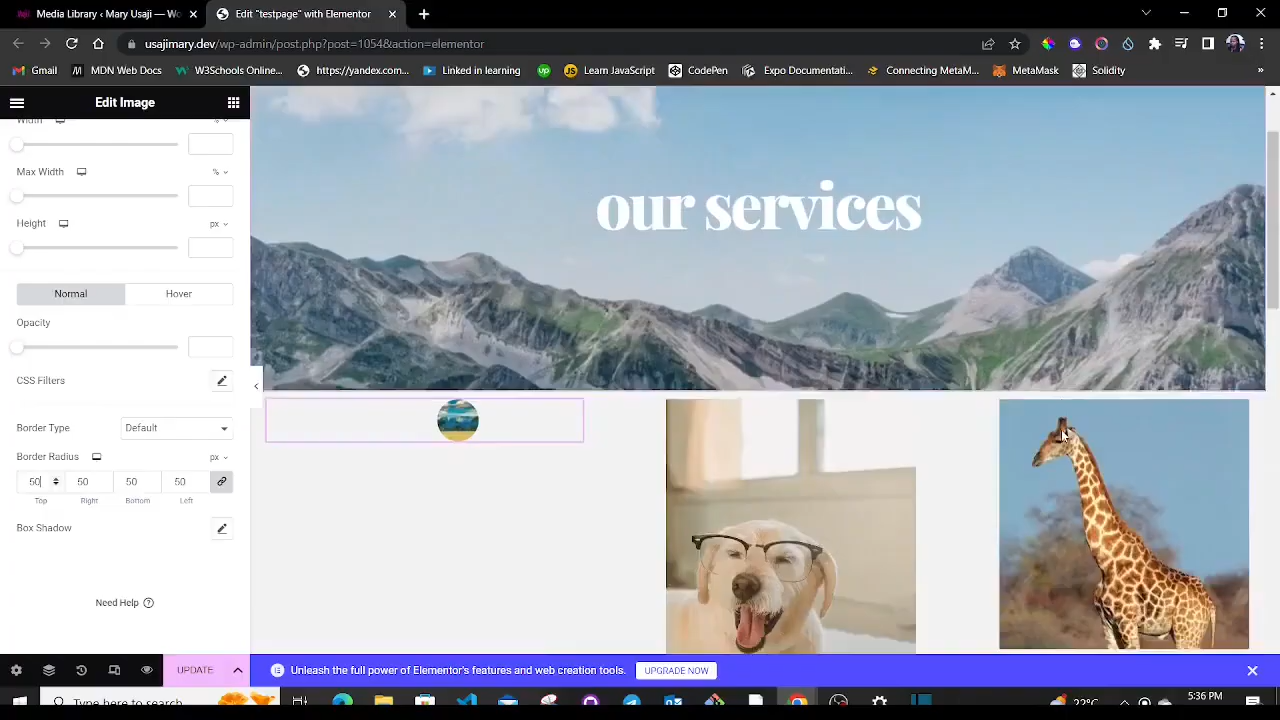 Media Library ‹ Mary Usaji — Wo
Edit "testpage" with Elementor
usajimary.dev/wp-admin/post.php?post=1054&action=elementor
Gmail
MDN Web Docs
W3Schools Online...
https://yandex.com...
Linked in learning
Learn JavaScript
CodePen
Expo Documentati...
Connecting MetaM...
MetaMask
Solidity
»
Edit Image
Width
%
Max Width
%
Height
px
Normal
Hover
Opacity
CSS Filters
Border Type
Default
Border Radius
px
50
50
50
50
Top
Right
Bottom
Left
Box Shadow
Need Help
UPDATE
our services
Unleash the full power of Elementor's features and web creation tools.
UPGRADE NOW
Type here to search
22°C
5:36 PM